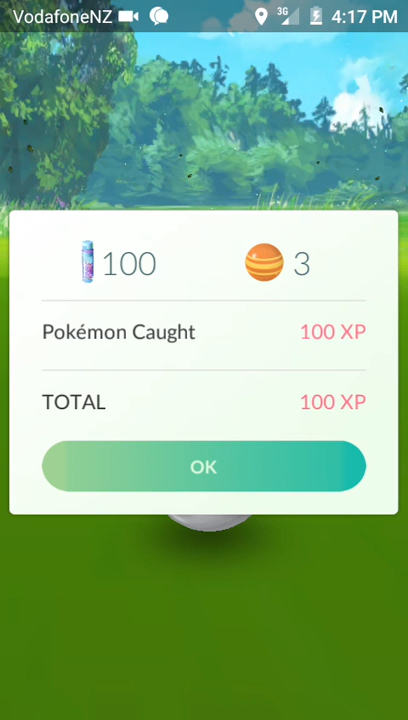 VodafoneNZ 3G 4:17 PM
100 3
Pokémon Caught 100 XP
TOTAL 100 XP
OK